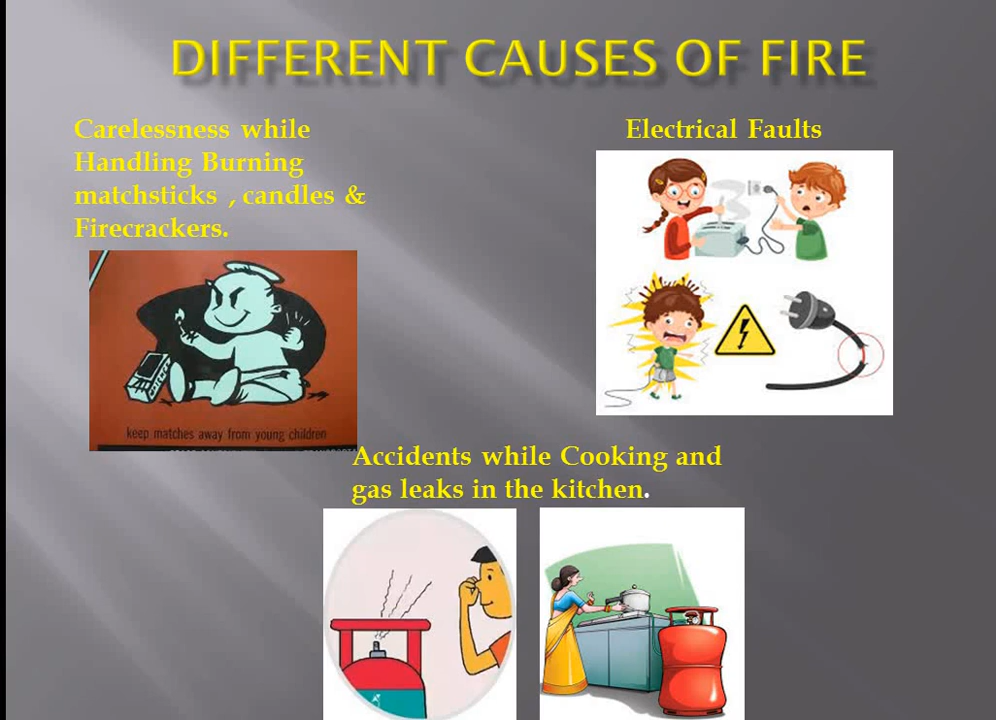 DIFFERENT CAUSES OF FIRE
Carelessness while
Handling Burning
matchsticks , candles &
Firecrackers.
keep matches away from young children
Electrical Faults
Accidents while Cooking and
gas leaks in the kitchen.